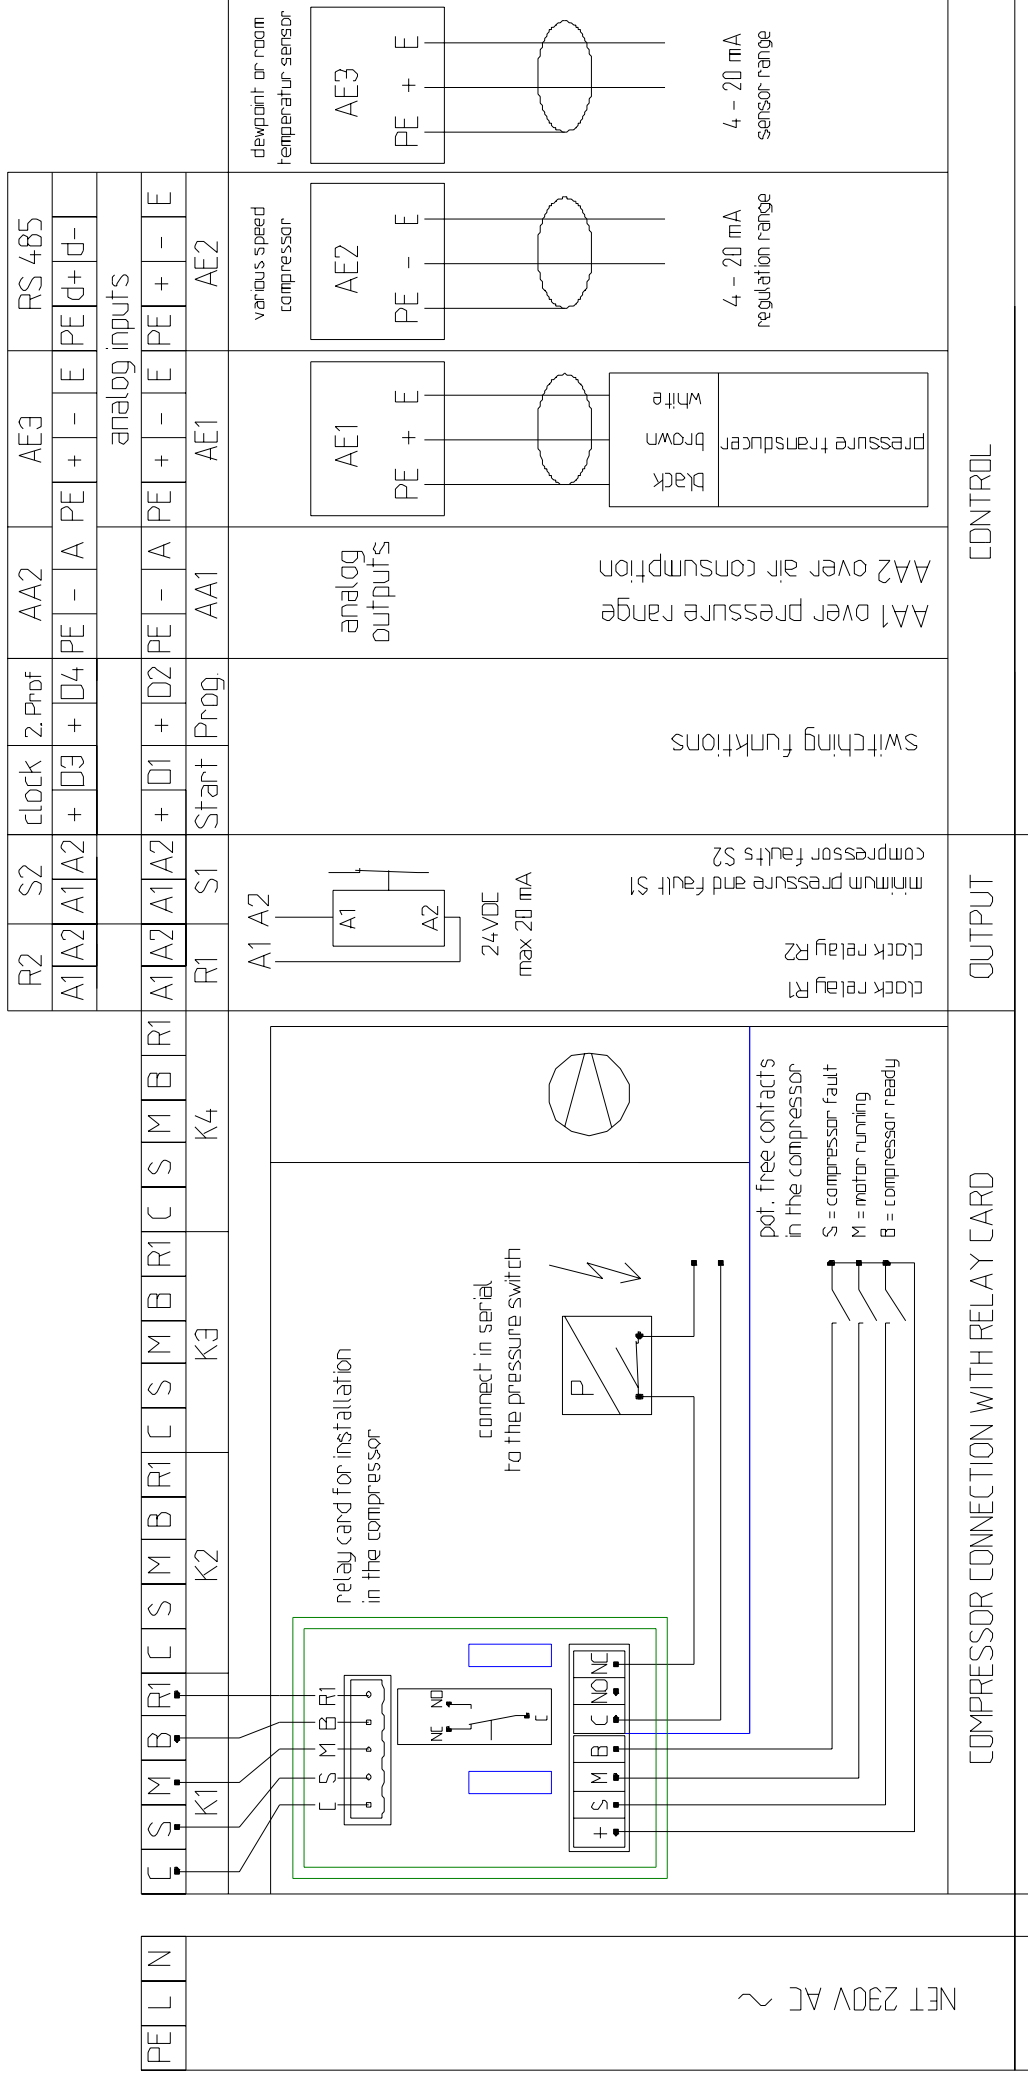 PE L N
C S M B R1 C S M B R1 C S M B R1 C S M B R1
K1 K2 K3 K4
NET 230V AC ~
R2 S2 clock 2. Prof AA2 AE3 RS 485
A1 A2 A1 A2 + D3 + D4 PE - A PE + - E PE d+ d-
analog inputs
A1 A2 A1 A2 + D1 + D2 PE - A PE + - E PE + - E
R1 S1 Start Prog. AA1 AE1 AE2
relay card for installation
in the compressor
C S M B R1
NC NO
C
+ S M B C NO NC
connect in serial
to the pressure switch
P
pot. free contacts
in the compressor
S = compressor fault
M = motor running
B = compressor ready
COMPRESSOR CONNECTION WITH RELAY CARD
A1 A2
A1
A2
24VDC
max 20 mA
clock relay R1
clock relay R2
minimum pressure and fault S1
compressor faults S2
OUTPUT
switching funktions
analog
outputs
AA1 over pressure range
AA2 over air consumption
AE1
PE + E
black brown white
pressure transducer
various speed
compressor
AE2
PE - E
4 - 20 mA
regulation range
dewpoint or room
temperatur sensor
AE3
PE + E
4 - 20 mA
sensor range
CONTROL